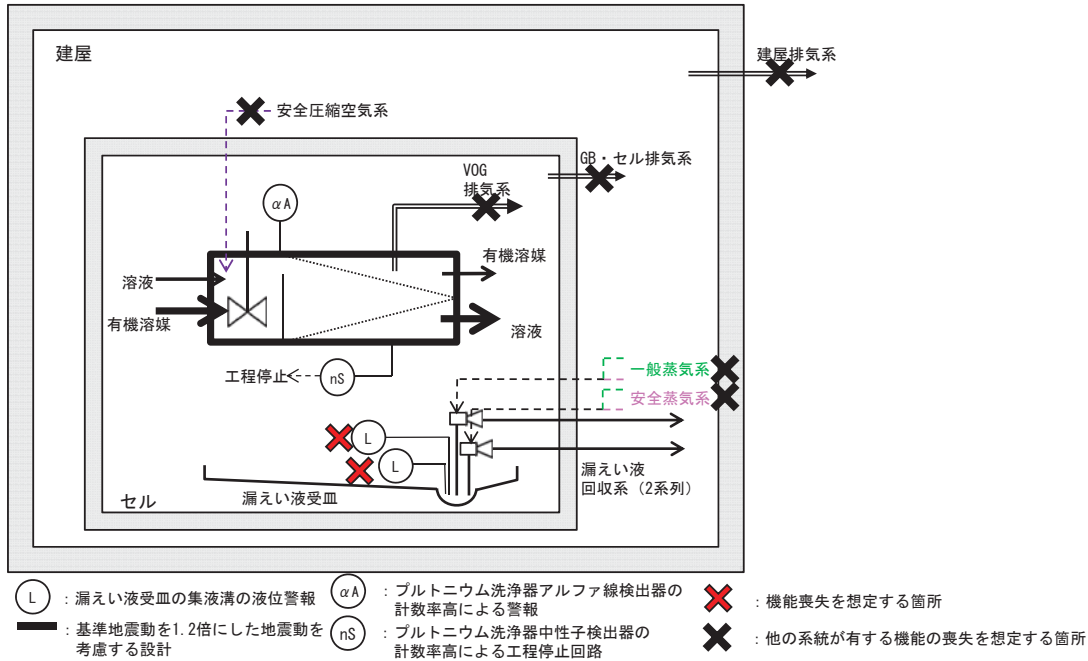 建屋
建屋排気系
安全圧縮空気系
GB・セル排気系
VOG
排気系
αA
有機溶媒
溶液
有機溶媒
溶液
工程停止
nS
一般蒸気系
安全蒸気系
L
L
漏えい液
回収系（2系列）
漏えい液受皿
セル
L
：漏えい液受皿の集液溝の液位警報
：基準地震動を1.2倍にした地震動を
考慮する設計
αA
：プルトニウム洗浄器アルファ線検出器の
計数率高による警報
nS
：プルトニウム洗浄器中性子検出器の
計数率高による工程停止回路
：機能喪失を想定する箇所
：他の系統が有する機能の喪失を想定する箇所